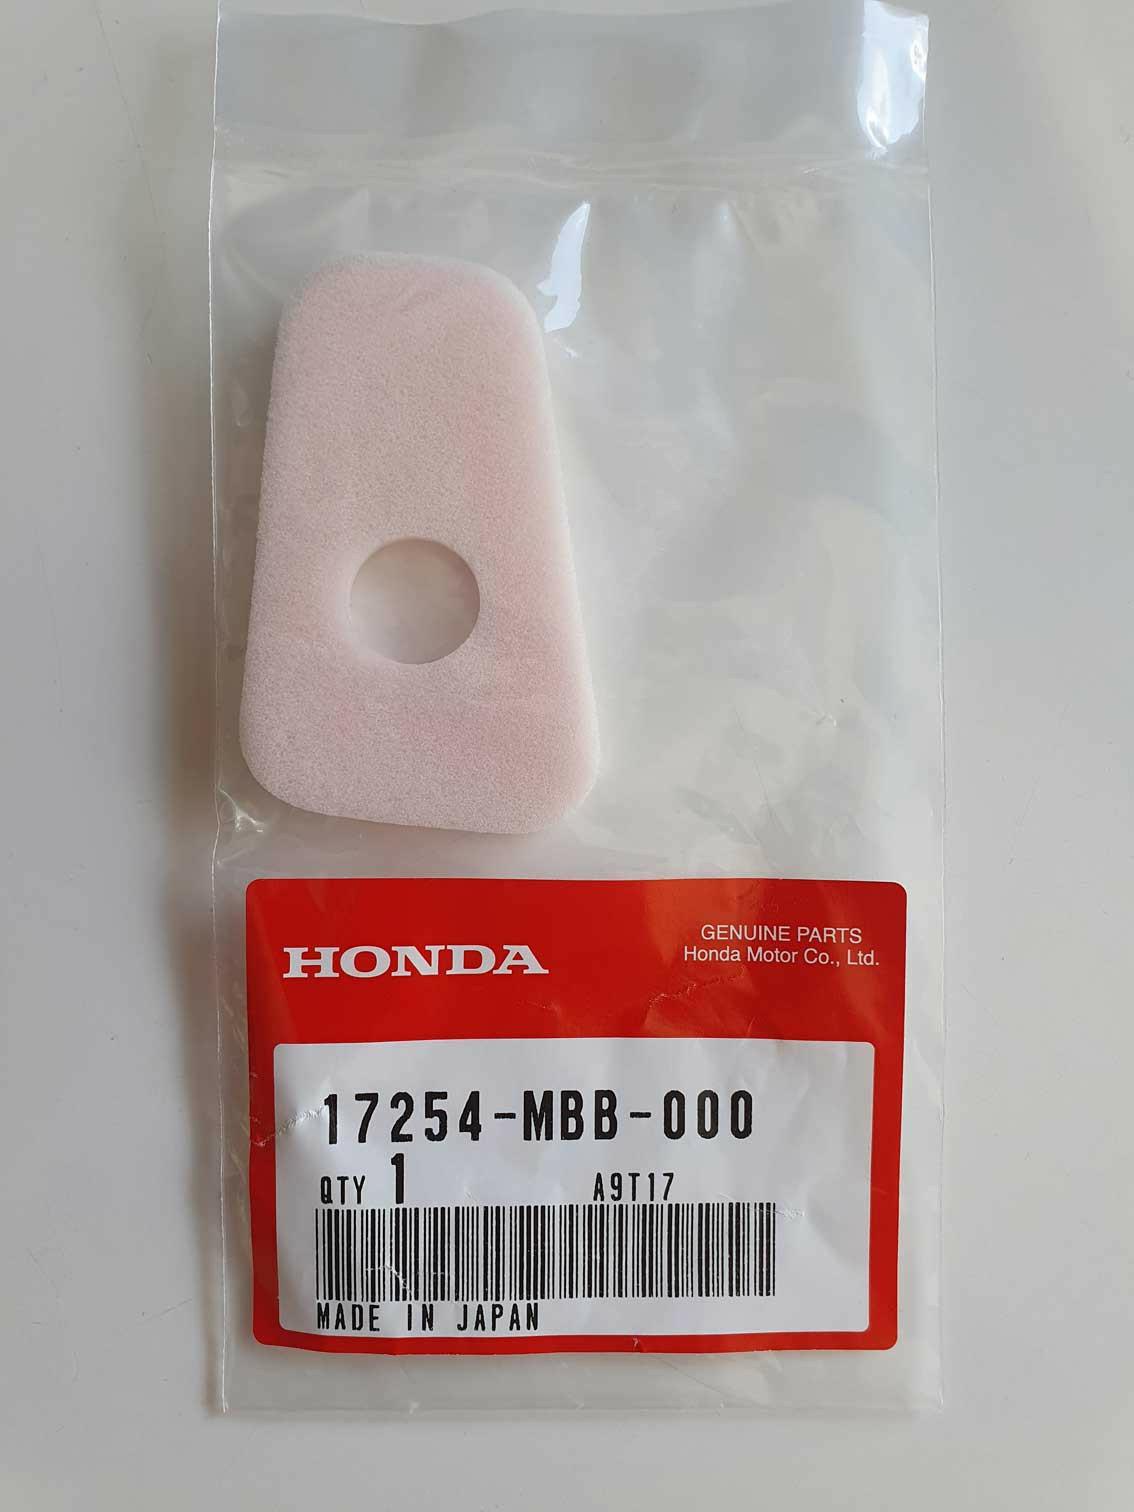 HONDA
GENUINE PARTS
Honda Motor Co., Ltd.
17254-MBB-000
QTY 1 A9T17
MADE IN JAPAN